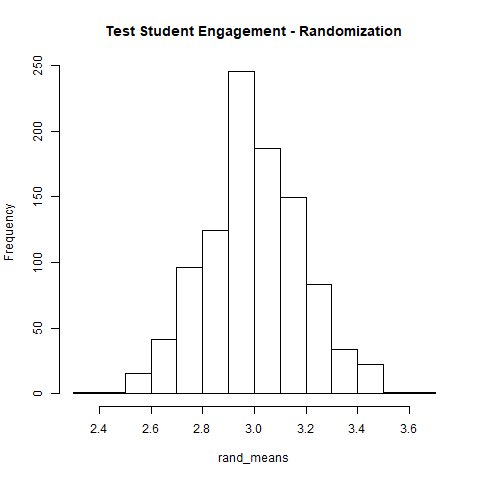 Test Student Engagement - Randomization
Frequency
250
200
150
100
50
0
2.4 2.6 2.8 3.0 3.2 3.4 3.6
rand_means